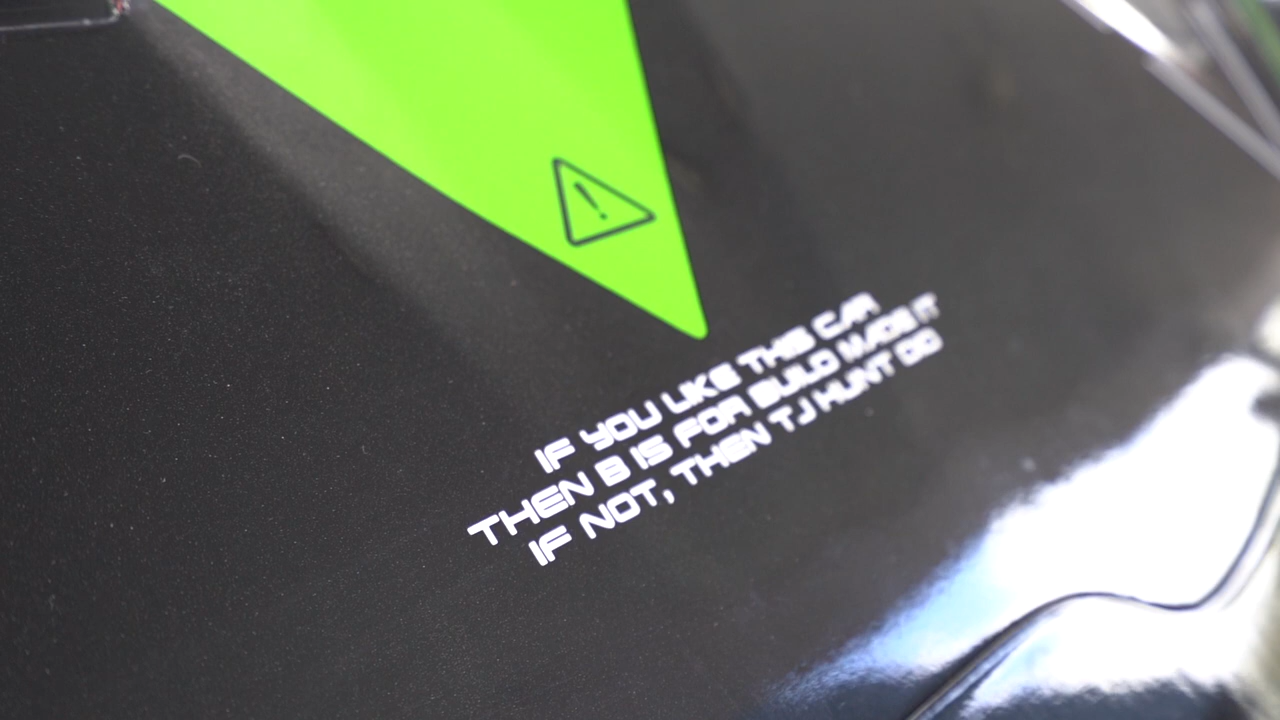 IF YOU LIKE THIS CAR
THEN B IS FOR BUILD MADE IT
IF NOT, THEN TJ HUNT DID